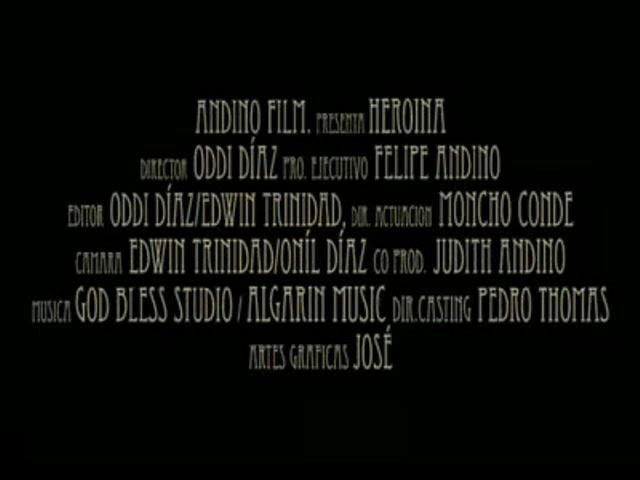 ANDINO FILM. PRESENTA HEROINA
DIRECTOR ODDI DÍAZ PRO. EJECUTIVO FELIPE ANDINO
EDITOR ODDI DÍAZ/EDWIN TRINIDAD, DIR. ACTUACION MONCHO CONDE
CAMARA EDWIN TRINIDAD/ONÍL DÍAZ CO PROD. JUDITH ANDINO
MUSICA GOD BLESS STUDIO / ALGARIN MUSIC DIR.CASTING PEDRO THOMAS
ARTES GRAFICAS JOSÉ